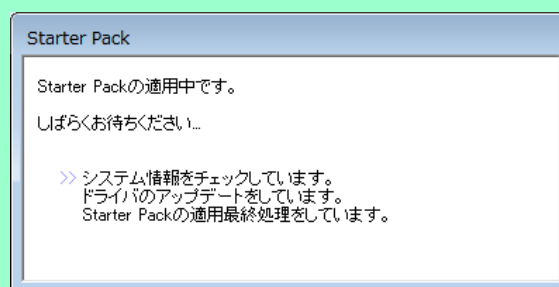 Starter Pack
Starter Packの適用中です。
しばらくお待ちください...
>> システム情報をチェックしています。
ドライバのアップデートをしています。
Starter Packの適用最終処理をしています。